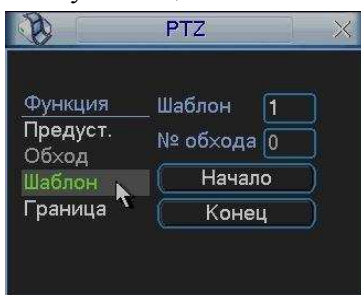 PTZ
Функция
Предуст.
Обход
Шаблон
Граница
Шаблон 1
№ обхода 0
Начало
Конец